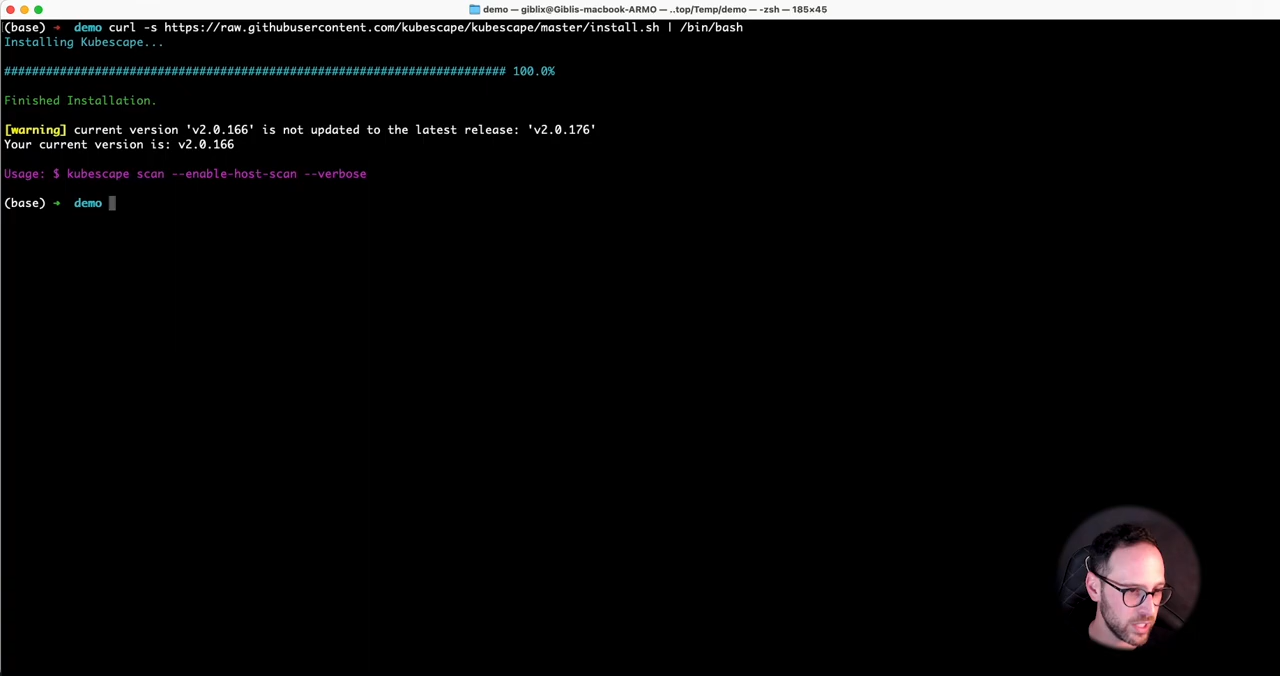 demo — giblix@Giblis-macbook-ARMO — ..top/Temp/demo — -zsh — 185×45
(base) ➜  demo curl -s https://raw.githubusercontent.com/kubescape/kubescape/master/install.sh | /bin/bash
Installing Kubescape...
######################################################################## 100.0%
Finished Installation.
[warning] current version 'v2.0.166' is not updated to the latest release: 'v2.0.176'
Your current version is: v2.0.166
Usage: $ kubescape scan --enable-host-scan --verbose
(base) ➜  demo